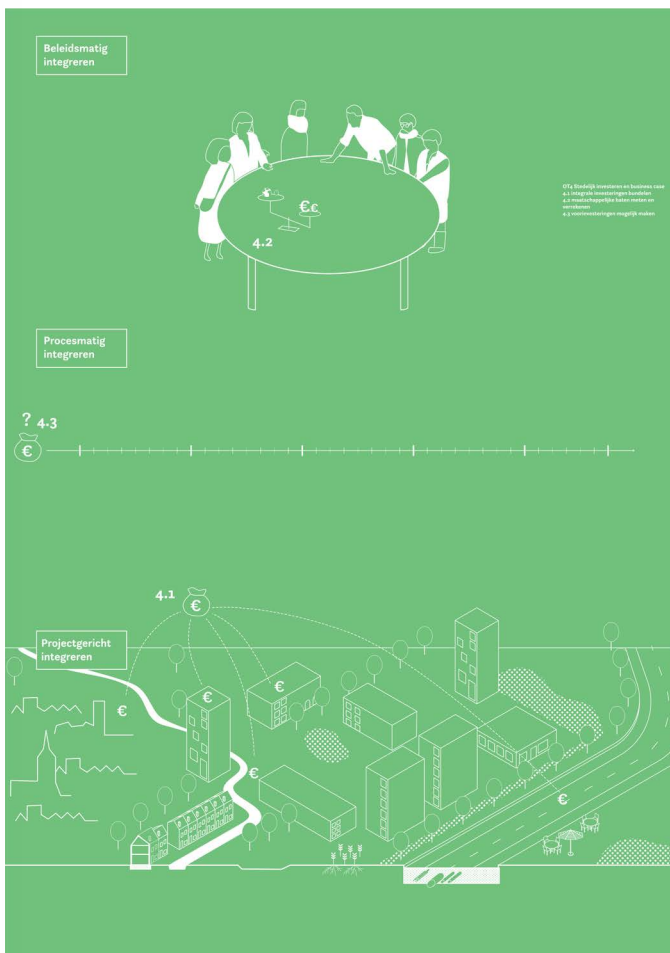 Beleidsmatig
integreren
OT4 Stedelijk investeren en business case
4.1 integrale investeringen bundelen
4.2 maatschappelijke baten meten en
verrekenen
4.3 voorinvesteringen mogelijk maken
€€
4.2
Procesmatig
integreren
? 4.3
€
4.1
€
Projectgericht
integreren
€
€
€
€
€